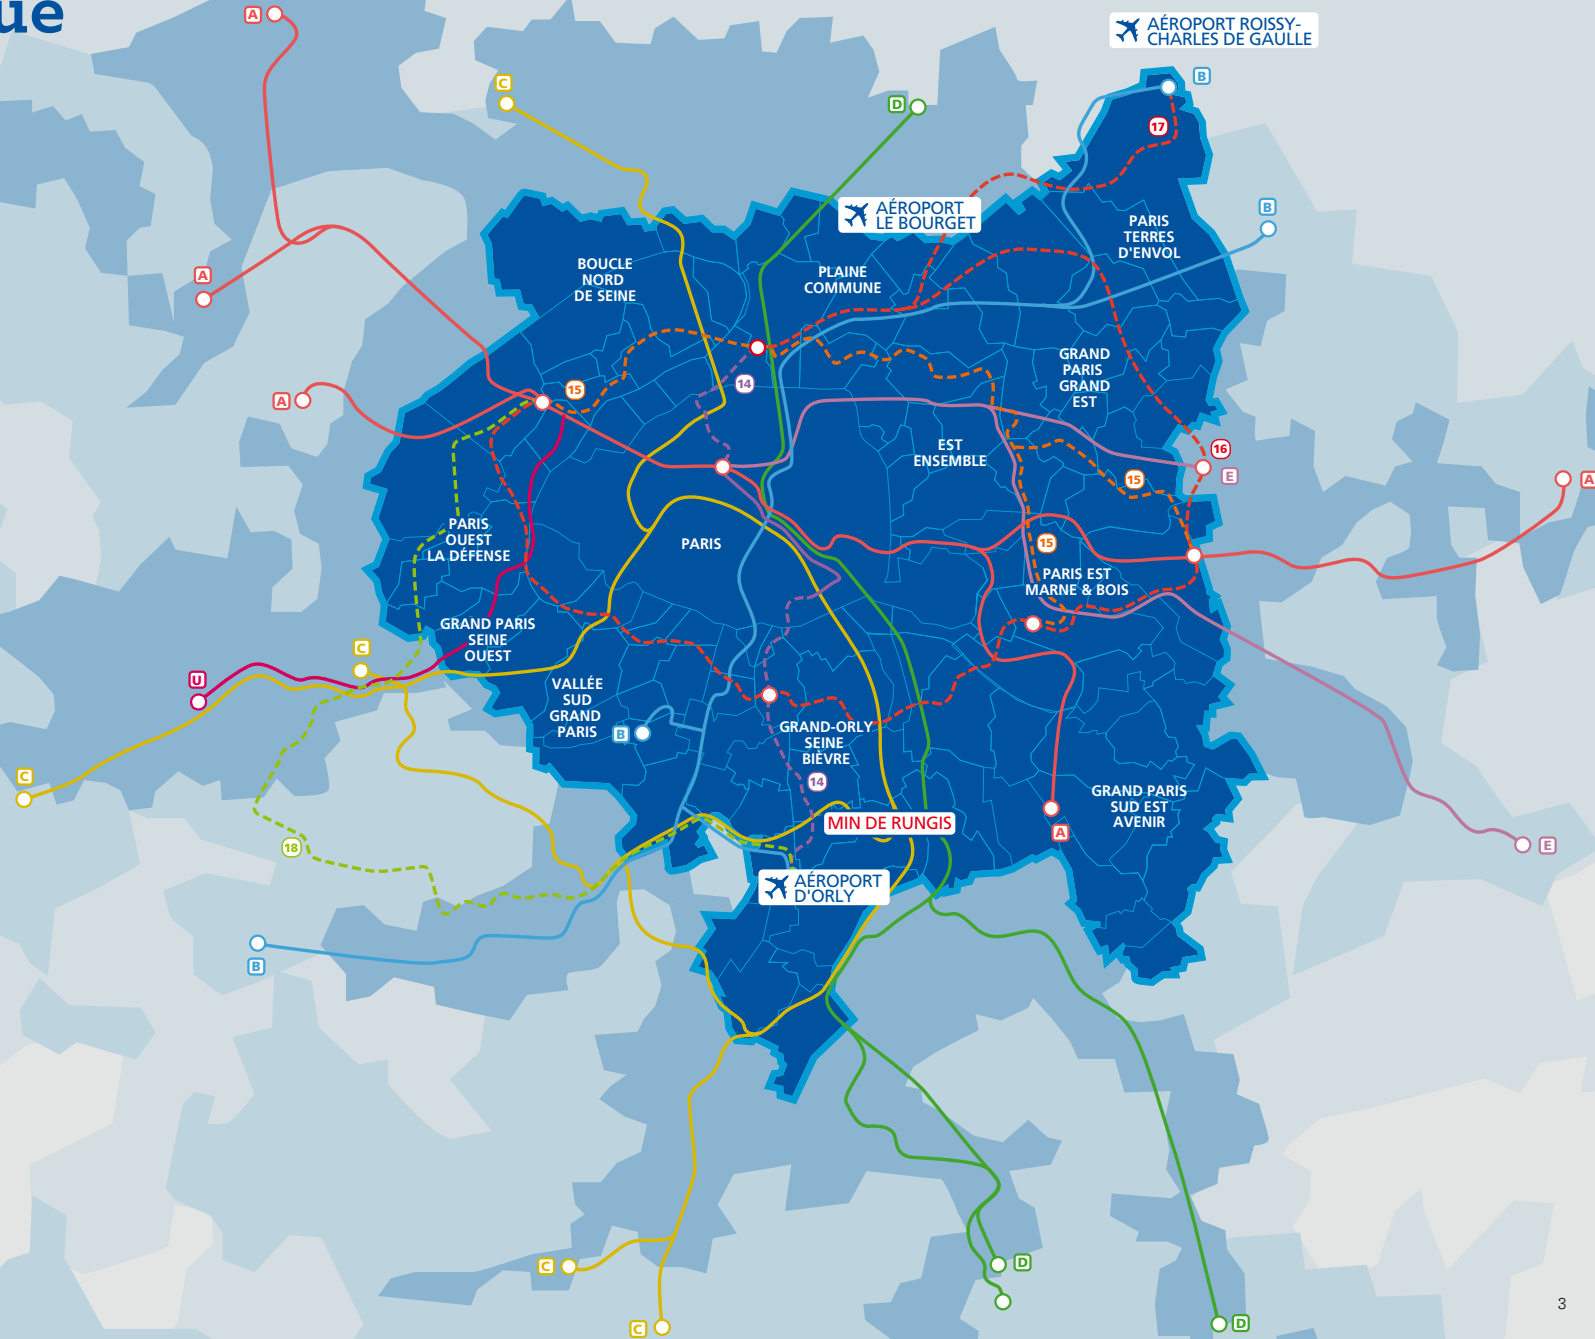 ue
A
AÉROPORT ROISSY-
CHARLES DE GAULLE
B
C
D
17
AÉROPORT
LE BOURGET
B
PARIS
TERRES
D'ENVOL
BOUCLE
NORD
DE SEINE
PLAINE
COMMUNE
A
GRAND
PARIS
GRAND
EST
14
15
A
EST
ENSEMBLE
16
E
15
A
PARIS
OUEST
LA DÉFENSE
PARIS
15
PARIS EST
MARNE & BOIS
GRAND PARIS
SEINE
OUEST
C
U
VALLÉE
SUD
GRAND
PARIS
B
GRAND-ORLY
SEINE
BIÈVRE
14
C
GRAND PARIS
SUD EST
AVENIR
MIN DE RUNGIS
A
18
E
AÉROPORT
D'ORLY
B
C
D
C
D
3